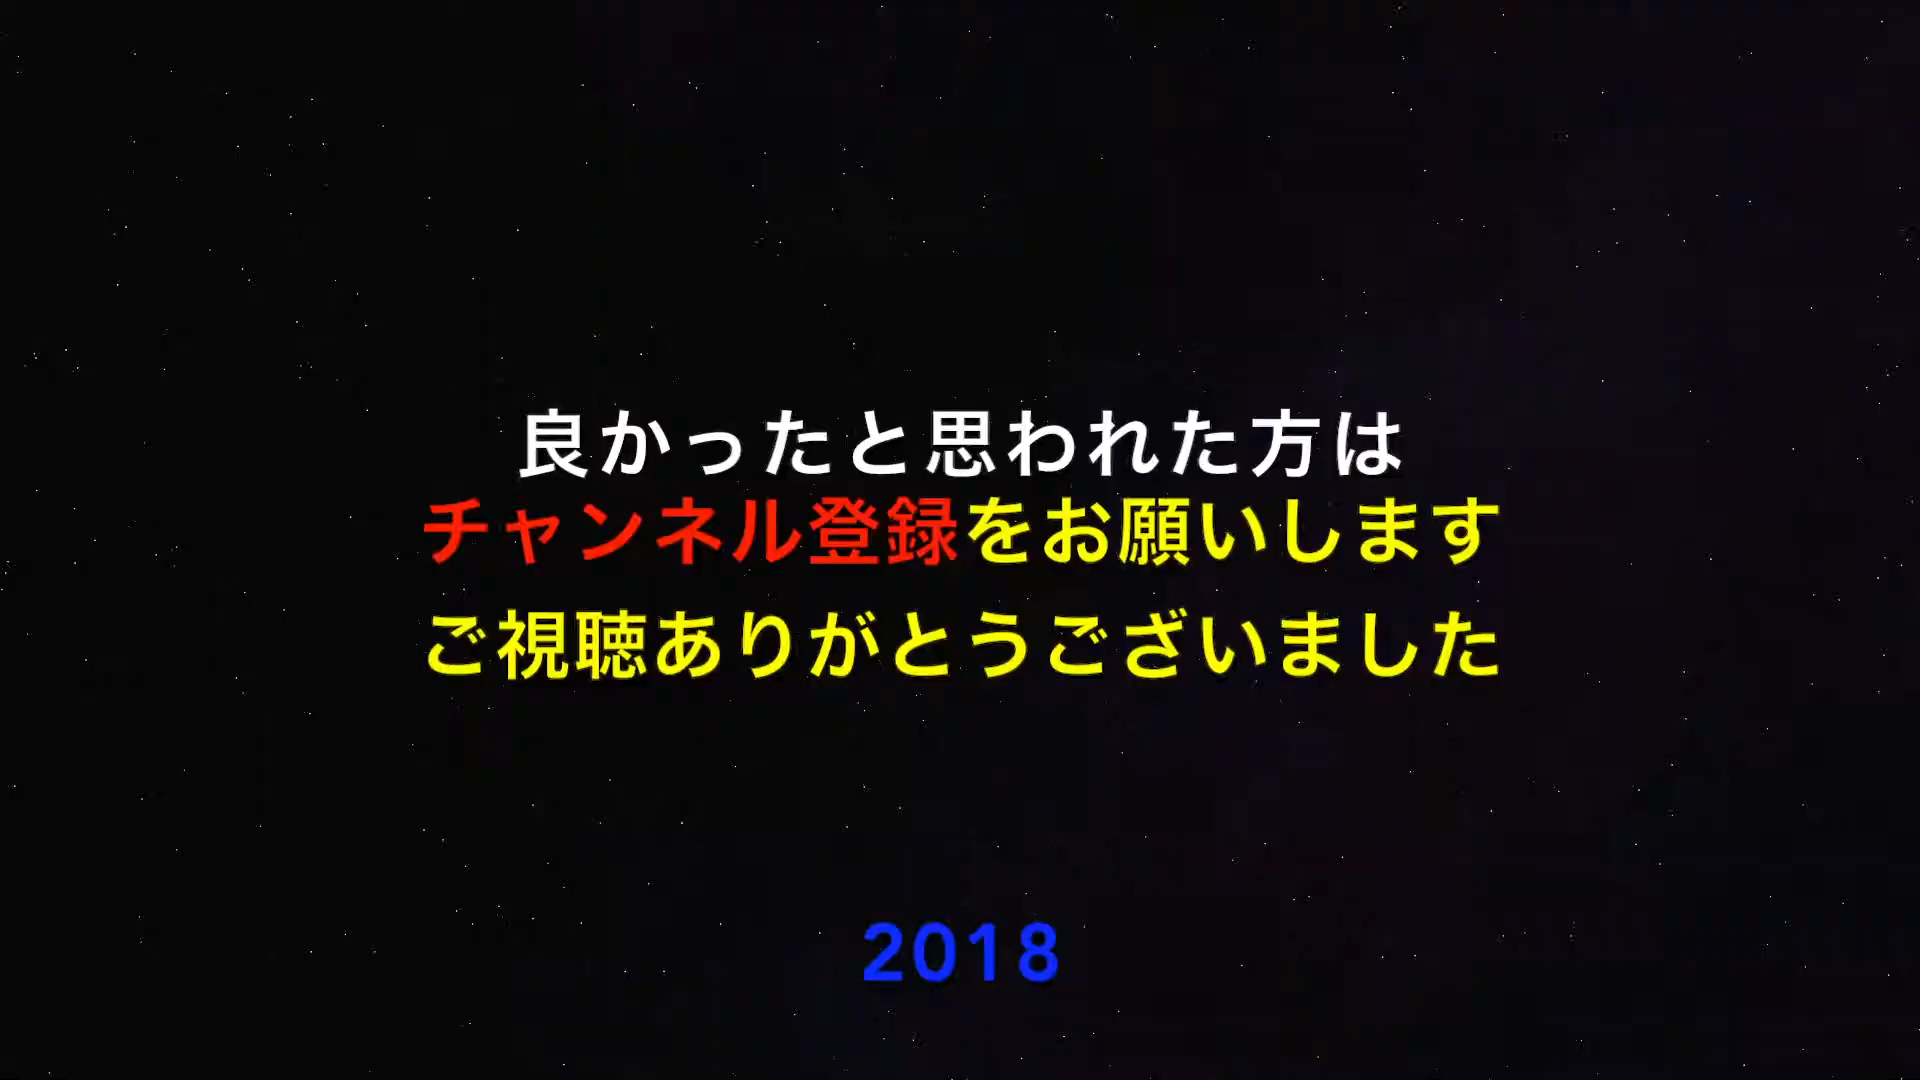 良かったと思われた方は
チャンネル登録をお願いします
ご視聴ありがとうございました
2018